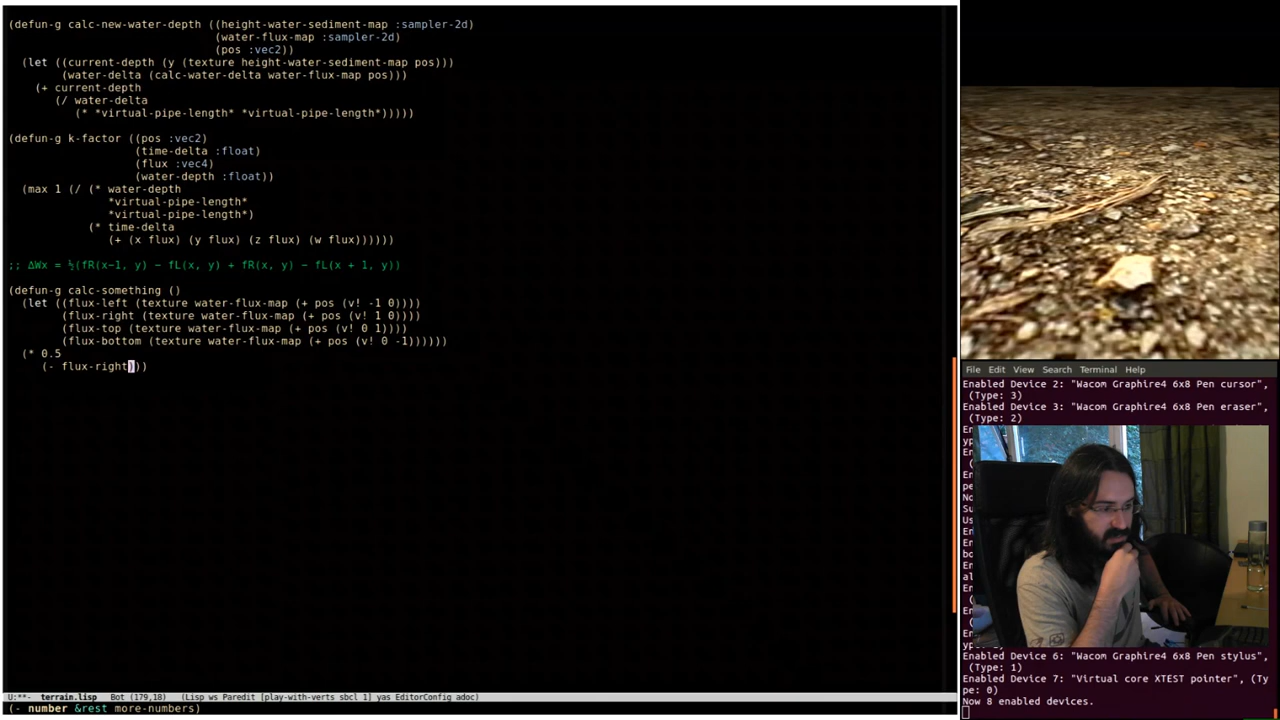 (defun-g calc-new-water-depth ((height-water-sediment-map :sampler-2d)
(water-flux-map :sampler-2d)
(pos :vec2))
(let ((current-depth (y (texture height-water-sediment-map pos)))
(water-delta (calc-water-delta water-flux-map pos)))
(+ current-depth
(/ water-delta
(* *virtual-pipe-length* *virtual-pipe-length*)))))
(defun-g k-factor ((pos :vec2)
(time-delta :float)
(flux :vec4)
(water-depth :float))
(max 1 (/ (* water-depth
*virtual-pipe-length*
*virtual-pipe-length*)
(* time-delta
(+ (x flux) (y flux) (z flux) (w flux))))))
;; ΔWx = ½(fR(x−1, y) − fL(x, y) + fR(x, y) − fL(x + 1, y))
(defun-g calc-something ()
(let ((flux-left (texture water-flux-map (+ pos (v! -1 0))))
(flux-right (texture water-flux-map (+ pos (v! 1 0))))
(flux-top (texture water-flux-map (+ pos (v! 0 1))))
(flux-bottom (texture water-flux-map (+ pos (v! 0 -1))))))
(* 0.5
(- flux-right)))
U:**- terrain.lisp Bot (179,18) (Lisp ws Paredit [play-with-verts sbcl 1] yas EditorConfig adoc)
(- number &rest more-numbers)
File Edit View Search Terminal Help
Enabled Device 2: "Wacom Graphire4 6x8 Pen cursor",
(Type: 3)
Enabled Device 3: "Wacom Graphire4 6x8 Pen eraser",
(Type: 2)
Enabled Device 6: "Wacom Graphire4 6x8 Pen stylus",
(Type: 1)
Enabled Device 7: "Virtual core XTEST pointer", (Ty
pe: 0)
Now 8 enabled devices.